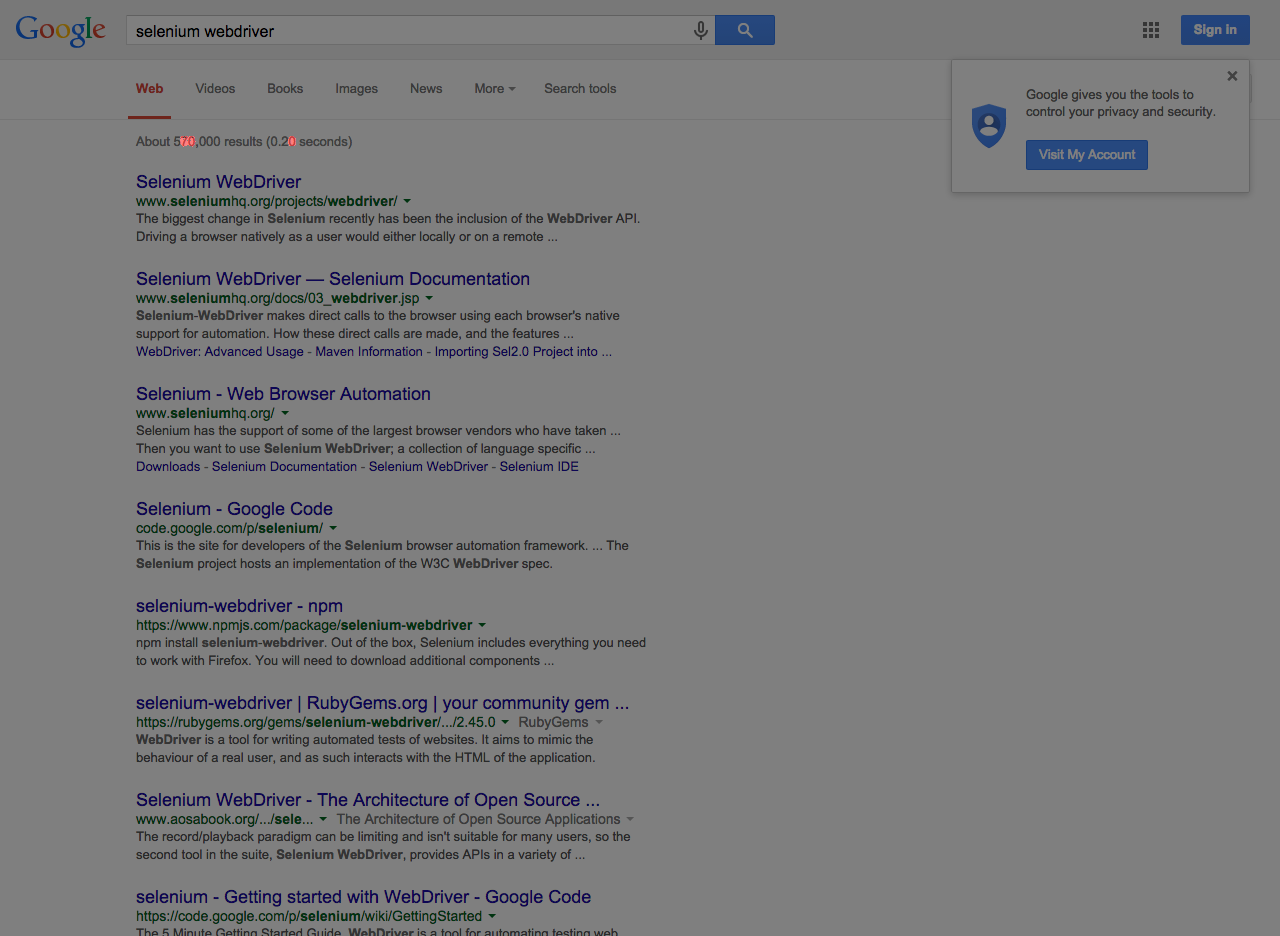 Google
selenium webdriver
Sign in
Web Videos Books Images News More Search tools
Google gives you the tools to
control your privacy and security.
Visit My Account
About 570,000 results (0.20 seconds)
Selenium WebDriver
www.seleniumhq.org/projects/webdriver/
The biggest change in Selenium recently has been the inclusion of the WebDriver API.
Driving a browser natively as a user would either locally or on a remote ...
Selenium WebDriver — Selenium Documentation
www.seleniumhq.org/docs/03_webdriver.jsp
Selenium-WebDriver makes direct calls to the browser using each browser's native
support for automation. How these direct calls are made, and the features ...
WebDriver: Advanced Usage - Maven Information - Importing Sel2.0 Project into ...
Selenium - Web Browser Automation
www.seleniumhq.org/
Selenium has the support of some of the largest browser vendors who have taken ...
Then you want to use Selenium WebDriver; a collection of language specific ...
Downloads - Selenium Documentation - Selenium WebDriver - Selenium IDE
Selenium - Google Code
code.google.com/p/selenium/
This is the site for developers of the Selenium browser automation framework. ... The
Selenium project hosts an implementation of the W3C WebDriver spec.
selenium-webdriver - npm
https://www.npmjs.com/package/selenium-webdriver
npm install selenium-webdriver. Out of the box, Selenium includes everything you need
to work with Firefox. You will need to download additional components ...
selenium-webdriver | RubyGems.org | your community gem ...
https://rubygems.org/gems/selenium-webdriver/.../2.45.0 RubyGems
WebDriver is a tool for writing automated tests of websites. It aims to mimic the
behaviour of a real user, and as such interacts with the HTML of the application.
Selenium WebDriver - The Architecture of Open Source ...
www.aosabook.org/.../sele... The Architecture of Open Source Applications
The record/playback paradigm can be limiting and isn't suitable for many users, so the
second tool in the suite, Selenium WebDriver, provides APIs in a variety of ...
selenium - Getting started with WebDriver - Google Code
https://code.google.com/p/selenium/wiki/GettingStarted
The 5 Minute Getting Started Guide. WebDriver is a tool for automating testing web